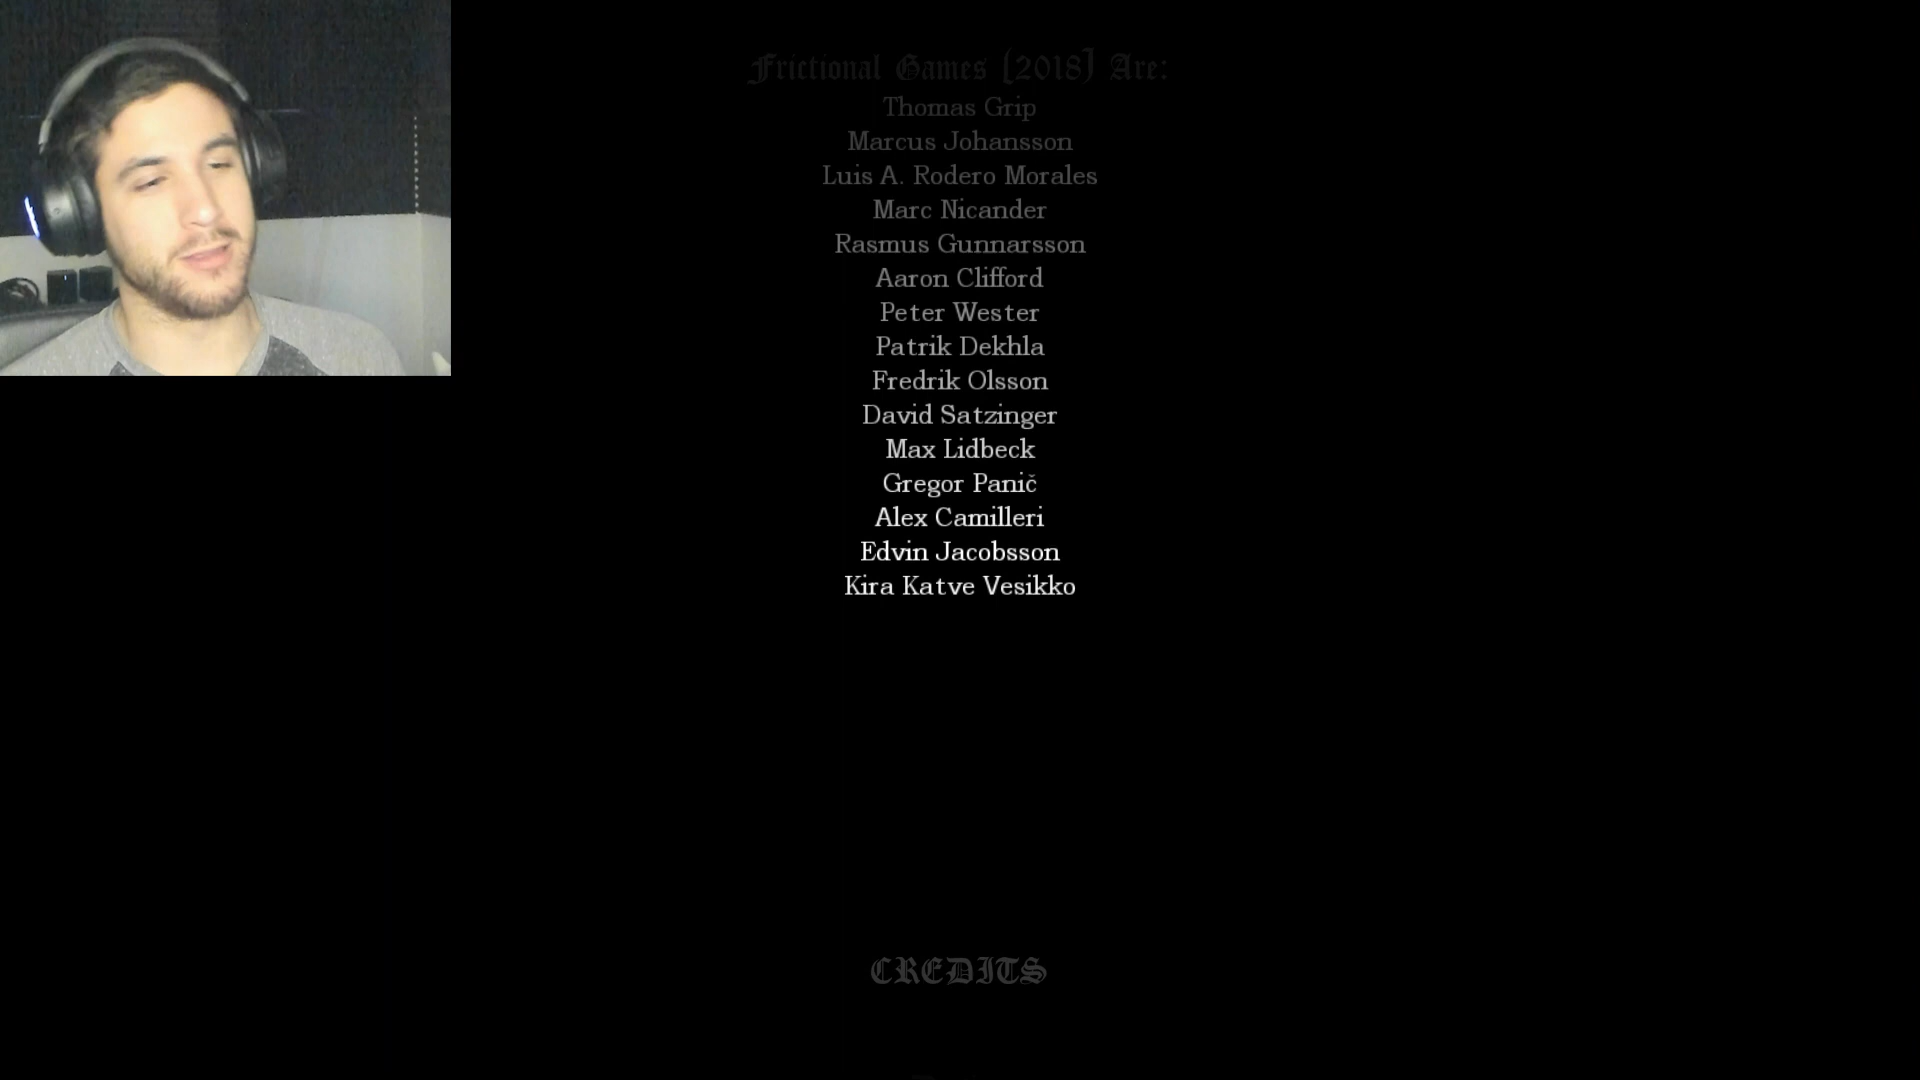 Frictional Games [2018] Are:
Thomas Grip
Marcus Johansson
Luis A. Rodero Morales
Marc Nicander
Rasmus Gunnarsson
Aaron Clifford
Peter Wester
Patrik Dekhla
Fredrik Olsson
David Satzinger
Max Lidbeck
Gregor Panič
Alex Camilleri
Edvin Jacobsson
Kira Katve Vesikko
CREDITS